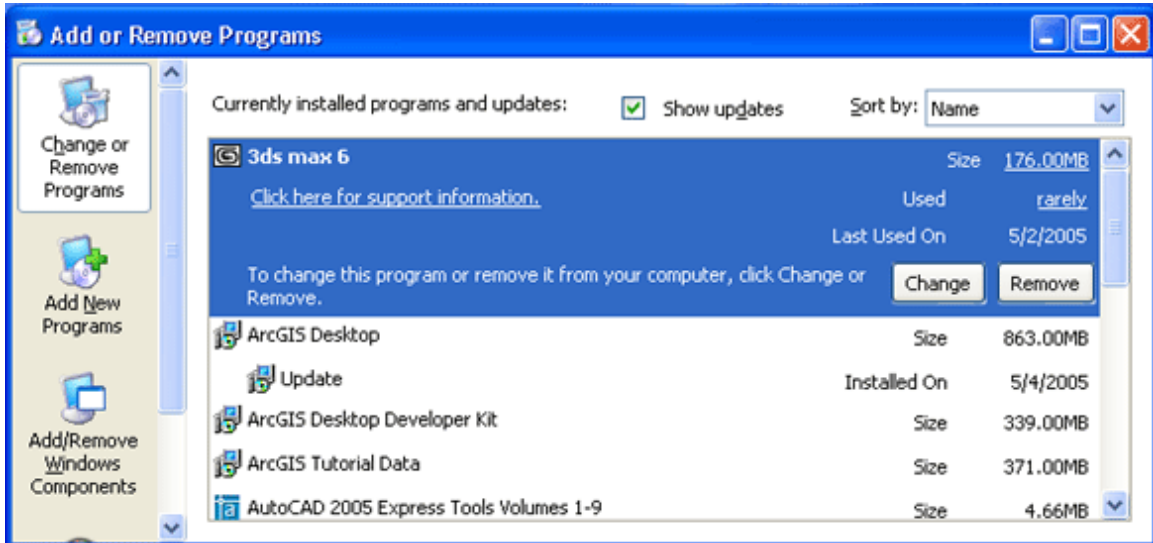 Add or Remove Programs
Change or
Remove
Programs
Add New
Programs
Add/Remove
Windows
Components
Currently installed programs and updates:
Show updates
Sort by: Name
3ds max 6 Size 176.00MB
Click here for support information. Used rarely
Last Used On 5/2/2005
To change this program or remove it from your computer, click Change or
Remove.
Change Remove
ArcGIS Desktop Size 863.00MB
Update Installed On 5/4/2005
ArcGIS Desktop Developer Kit Size 339.00MB
ArcGIS Tutorial Data Size 371.00MB
AutoCAD 2005 Express Tools Volumes 1-9 Size 4.66MB